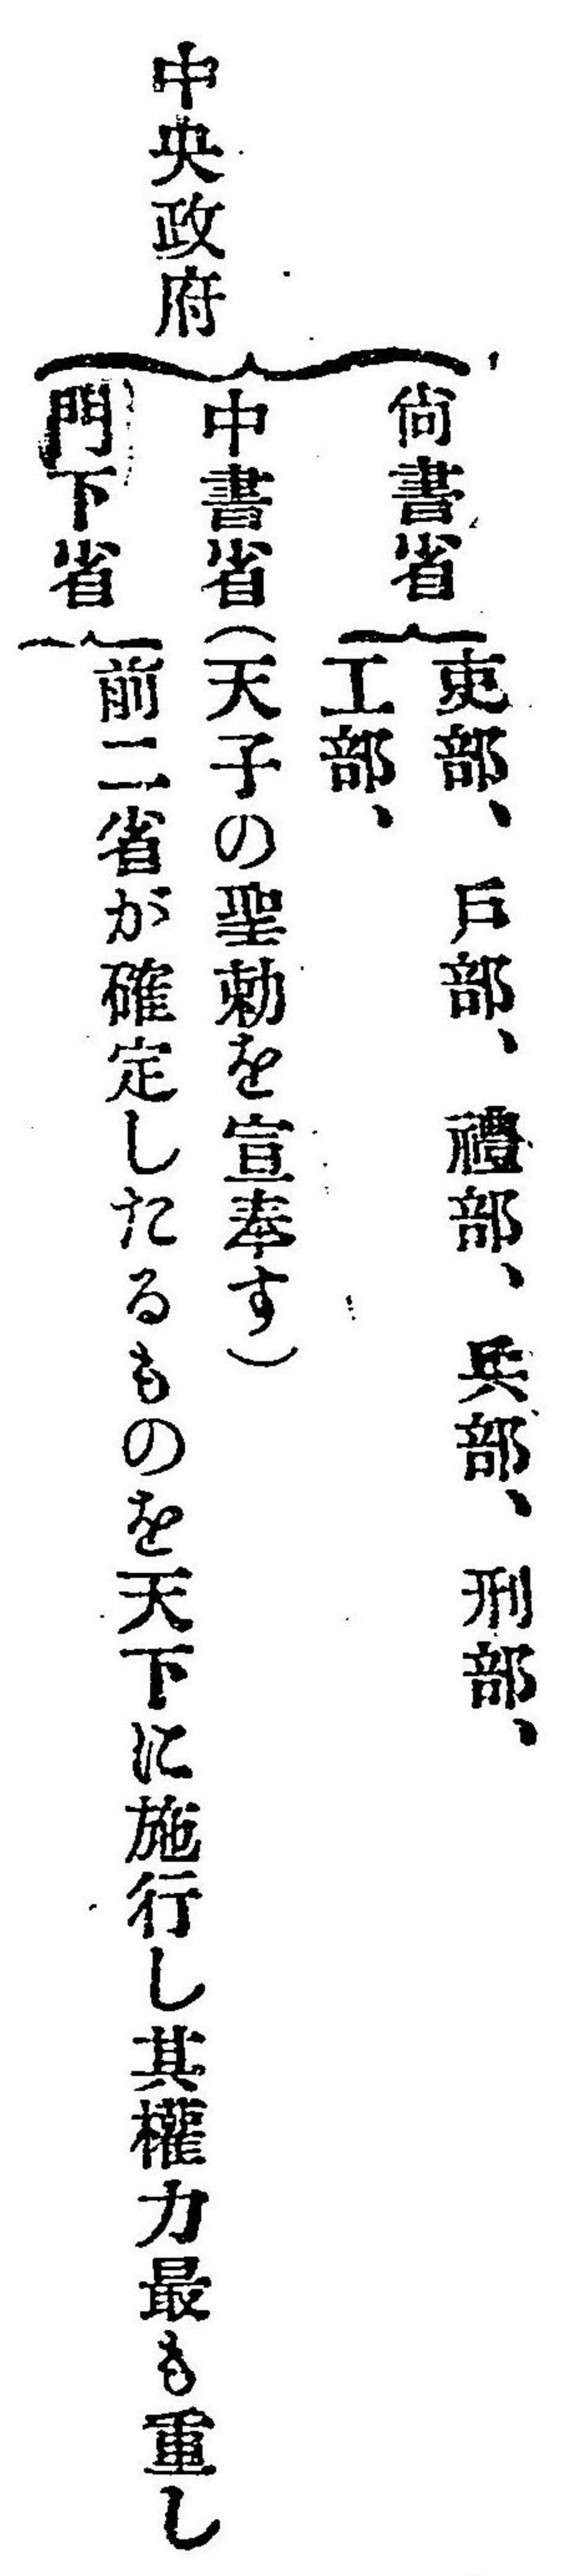 中央政府
尙書省
吏部、戶部、禮部、兵部、刑部、
工部、
中書省(天子の聖勅を宣奉す)
門下省
前二省が確定したるものを天下に施行し其權力最も重し